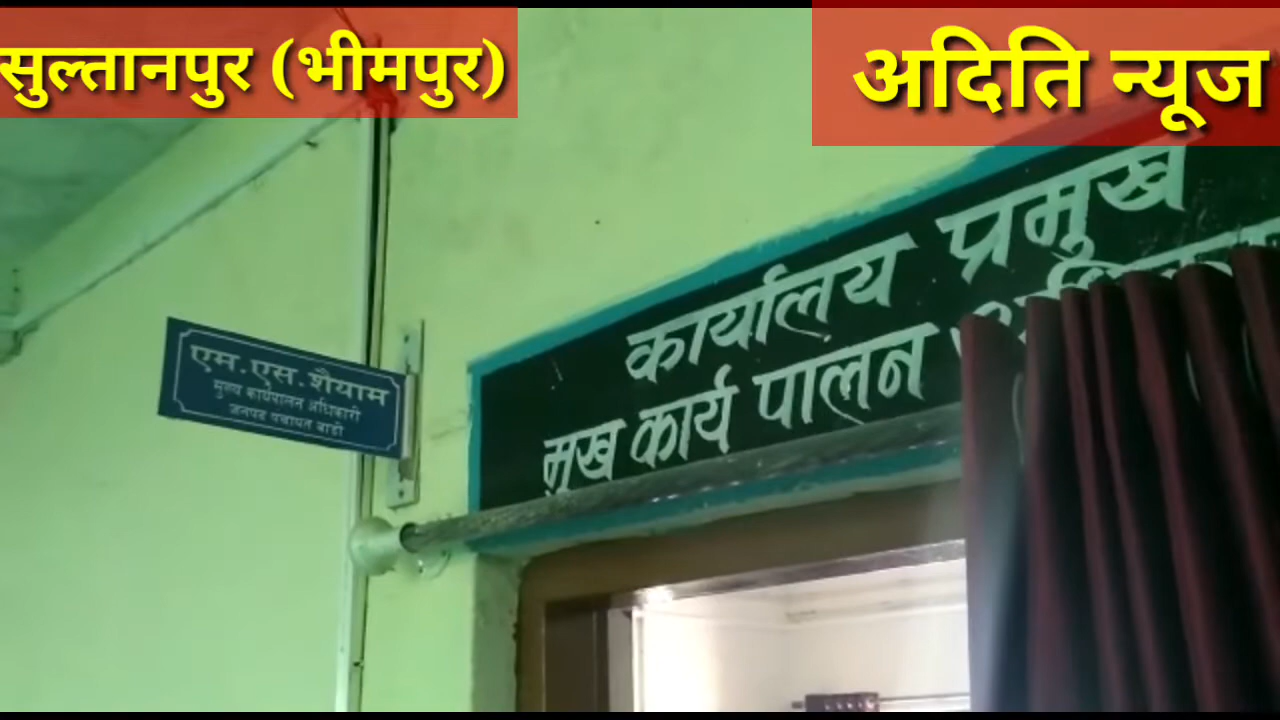 सुल्तानपुर (भीमपुर)
अदिति न्यूज
कार्यालय प्रमुख
मुख कार्य पालन
एम.एस.शैयाम
मुख्य कार्यपालन अधिकारी
जनपद पंचायत बाडी